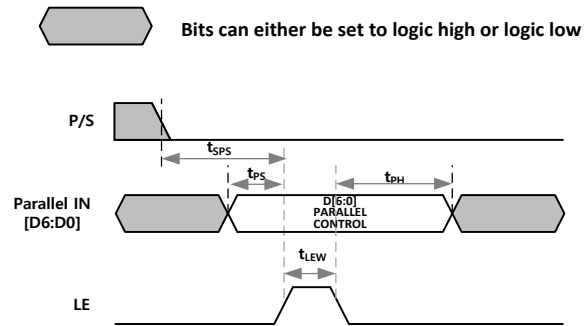 Bits can either be set to logic high or logic low
P/S
tSPS
tPS
tPH
Parallel IN
[D6:D0]
D[6:0]
PARALLEL
CONTROL
tLEW
LE